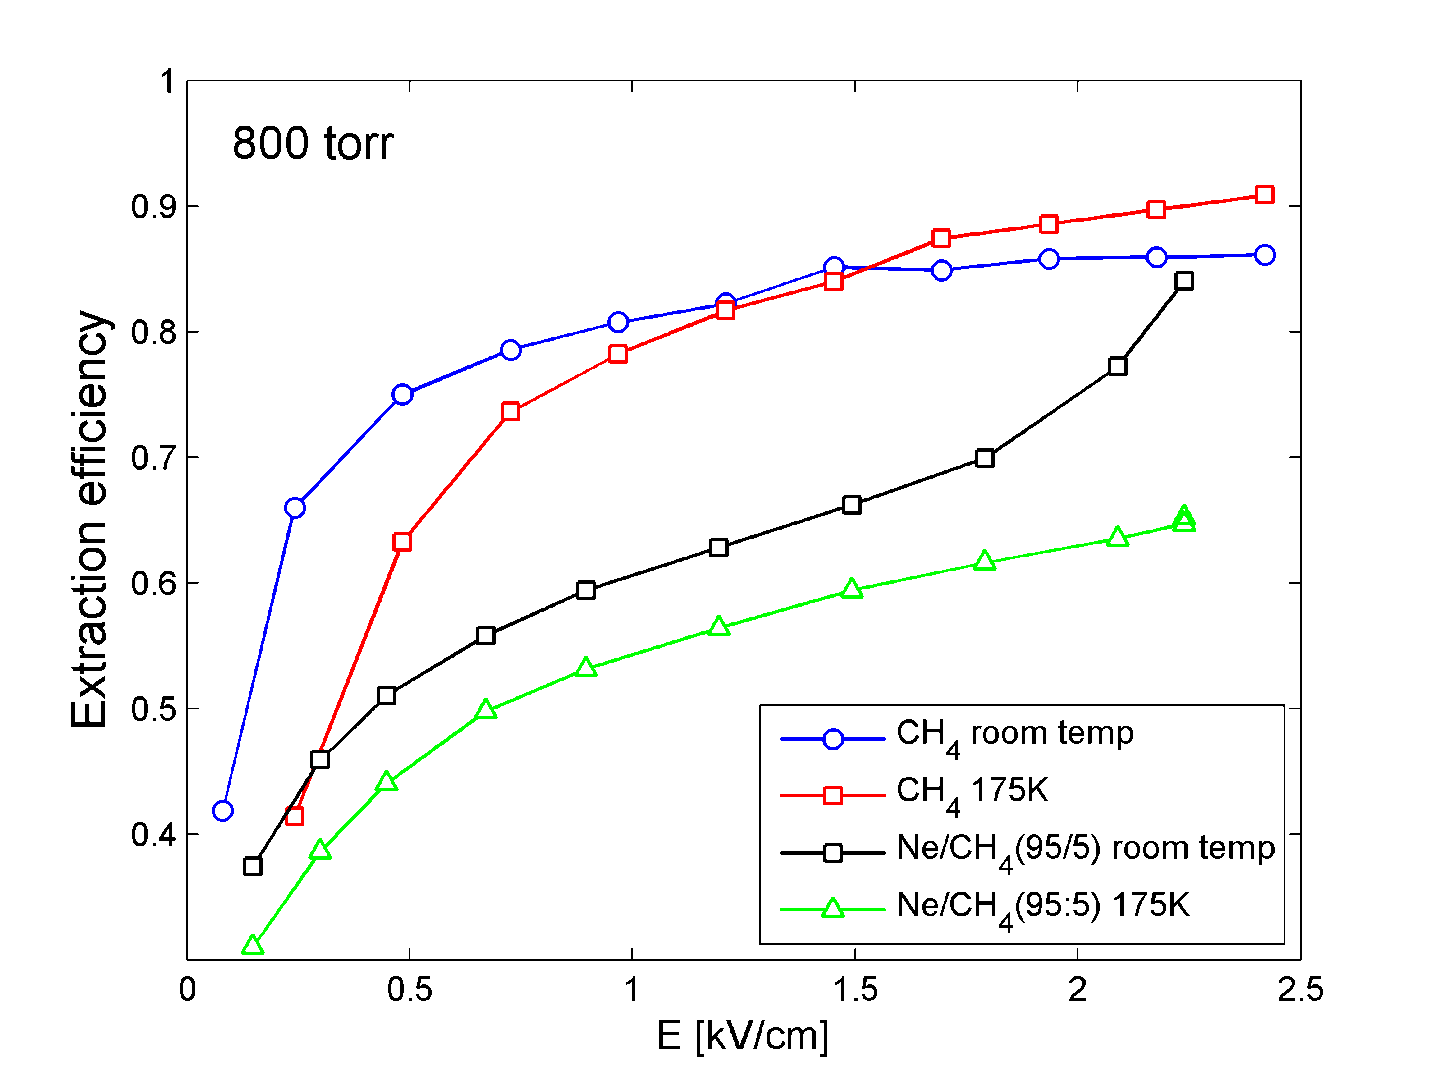 800 torr
1
0.9
0.8
0.7
0.6
0.5
0.4
Extraction efficiency
0
0.5
1
1.5
2
2.5
E [kV/cm]
CH4 room temp
CH4 175K
Ne/CH4(95/5) room temp
Ne/CH4(95:5) 175K